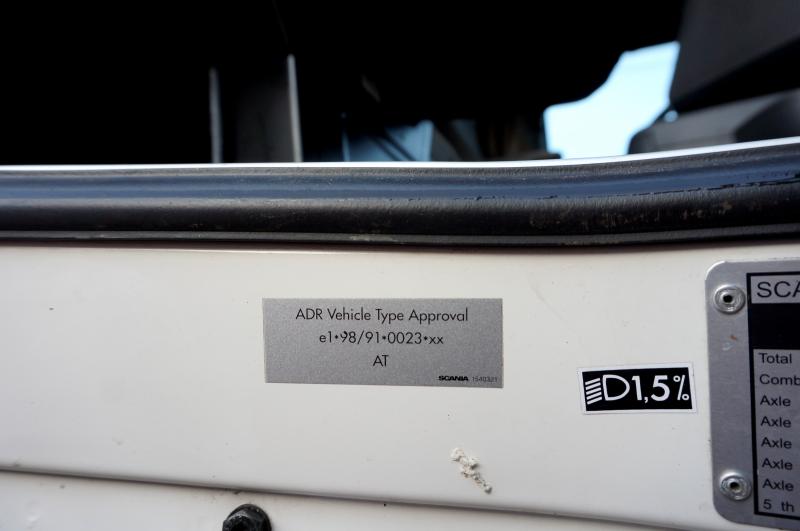 ADR Vehicle Type Approval
e1•98/91•0023•xx
AT
SCANIA 1540321
D1,5%
SCA
Total
Comb
Axle
Axle
Axle
Axle
Axle
5 th